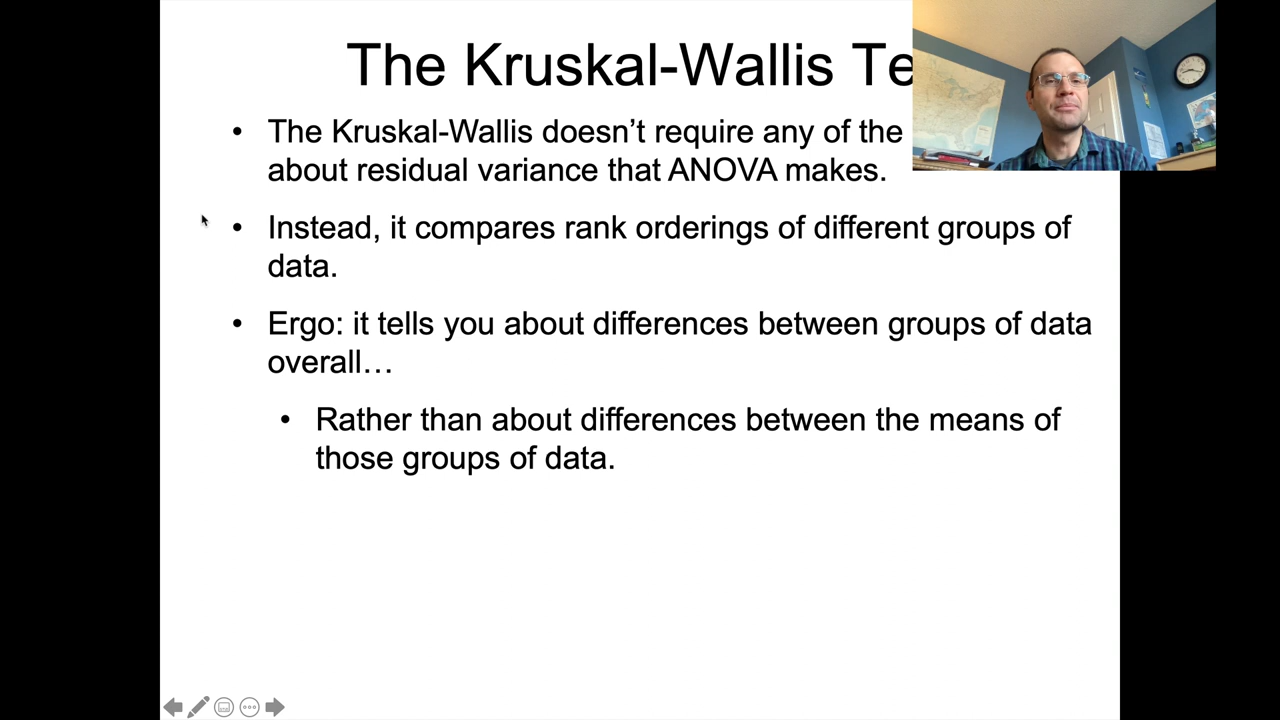 The Kruskal-Wallis Te
• The Kruskal-Wallis doesn’t require any of the
about residual variance that ANOVA makes.
• Instead, it compares rank orderings of different groups of
data.
• Ergo: it tells you about differences between groups of data
overall…
• Rather than about differences between the means of
those groups of data.